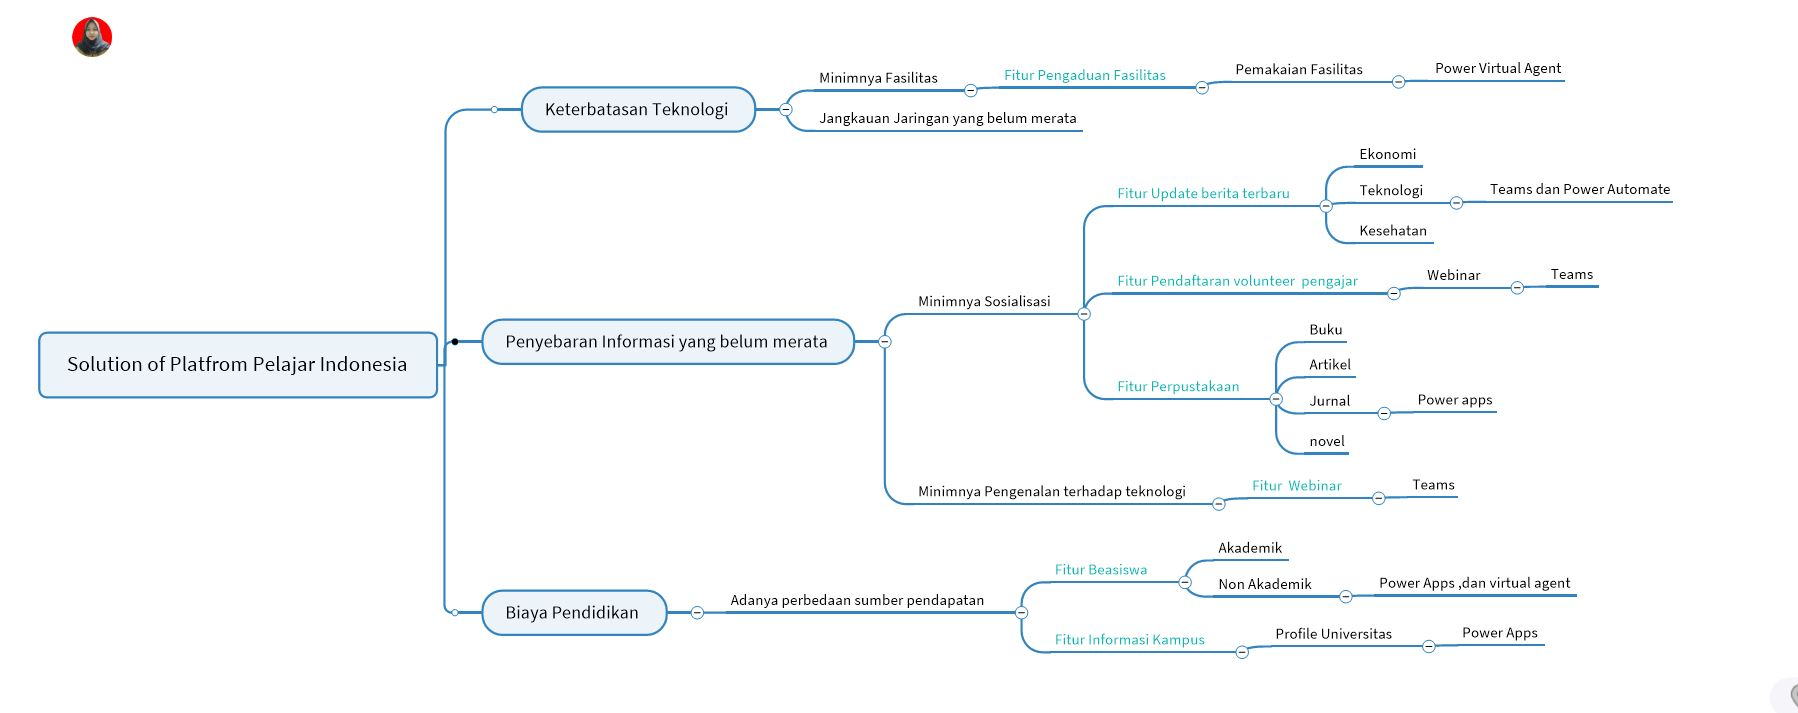 Solution of Platfrom Pelajar Indonesia
Keterbatasan Teknologi
Minimnya Fasilitas
Fitur Pengaduan Fasilitas
Pemakaian Fasilitas
Power Virtual Agent
Jangkauan Jaringan yang belum merata
Penyebaran Informasi yang belum merata
Minimnya Sosialisasi
Fitur Update berita terbaru
Ekonomi
Teknologi
Teams dan Power Automate
Kesehatan
Fitur Pendaftaran volunteer  pengajar
Webinar
Teams
Fitur Perpustakaan
Buku
Artikel
Jurnal
Power apps
novel
Minimnya Pengenalan terhadap teknologi
Fitur  Webinar
Teams
Biaya Pendidikan
Adanya perbedaan sumber pendapatan
Fitur Beasiswa
Akademik
Non Akademik
Power Apps ,dan virtual agent
Fitur Informasi Kampus
Profile Universitas
Power Apps